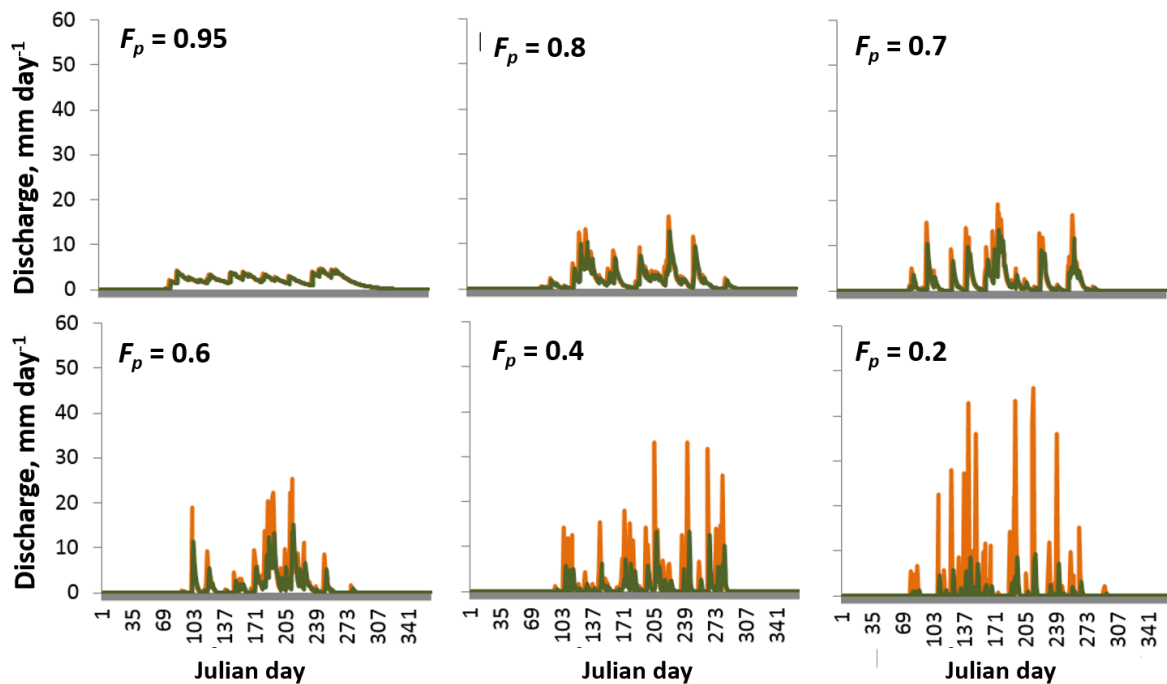 60
50
40
30
20
10
0
Discharge, mm day-1
Fp = 0.95
Fp = 0.8
Fp = 0.7
60
50
40
30
20
10
0
Discharge, mm day-1
Fp = 0.6
Fp = 0.4
Fp = 0.2
1 35 69 103 137 171 205 239 273 307 341
1 35 69 103 137 171 205 239 273 307 341
1 35 69 103 137 171 205 239 273 307 341
Julian day
Julian day
Julian day